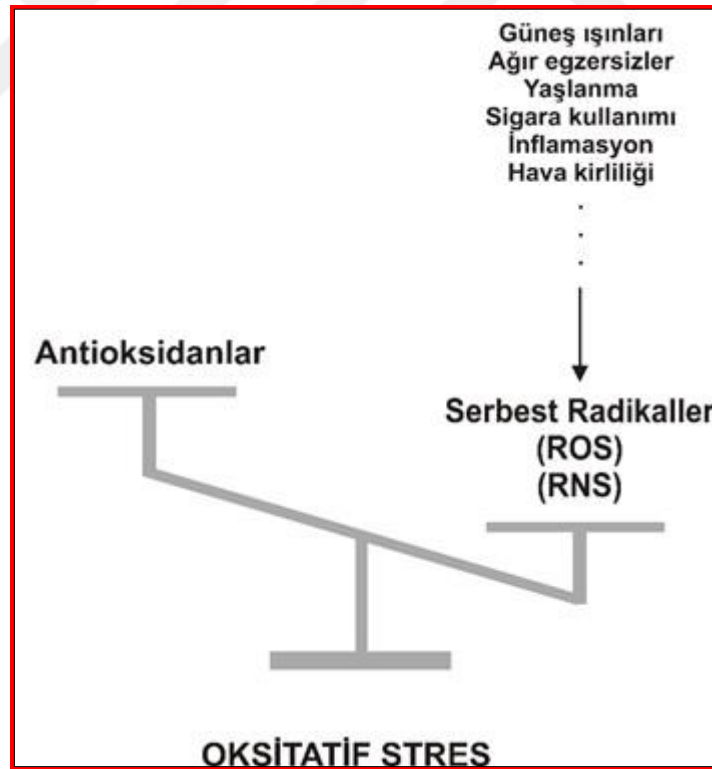 Güneş ışınları
Ağır egzersizler
Yaşlanma
Sigara kullanımı
İnflamasyon
Hava kirliliği
.
.
.
Antioksidanlar
Serbest Radikaller
(ROS)
(RNS)
OKSİTATİF STRES